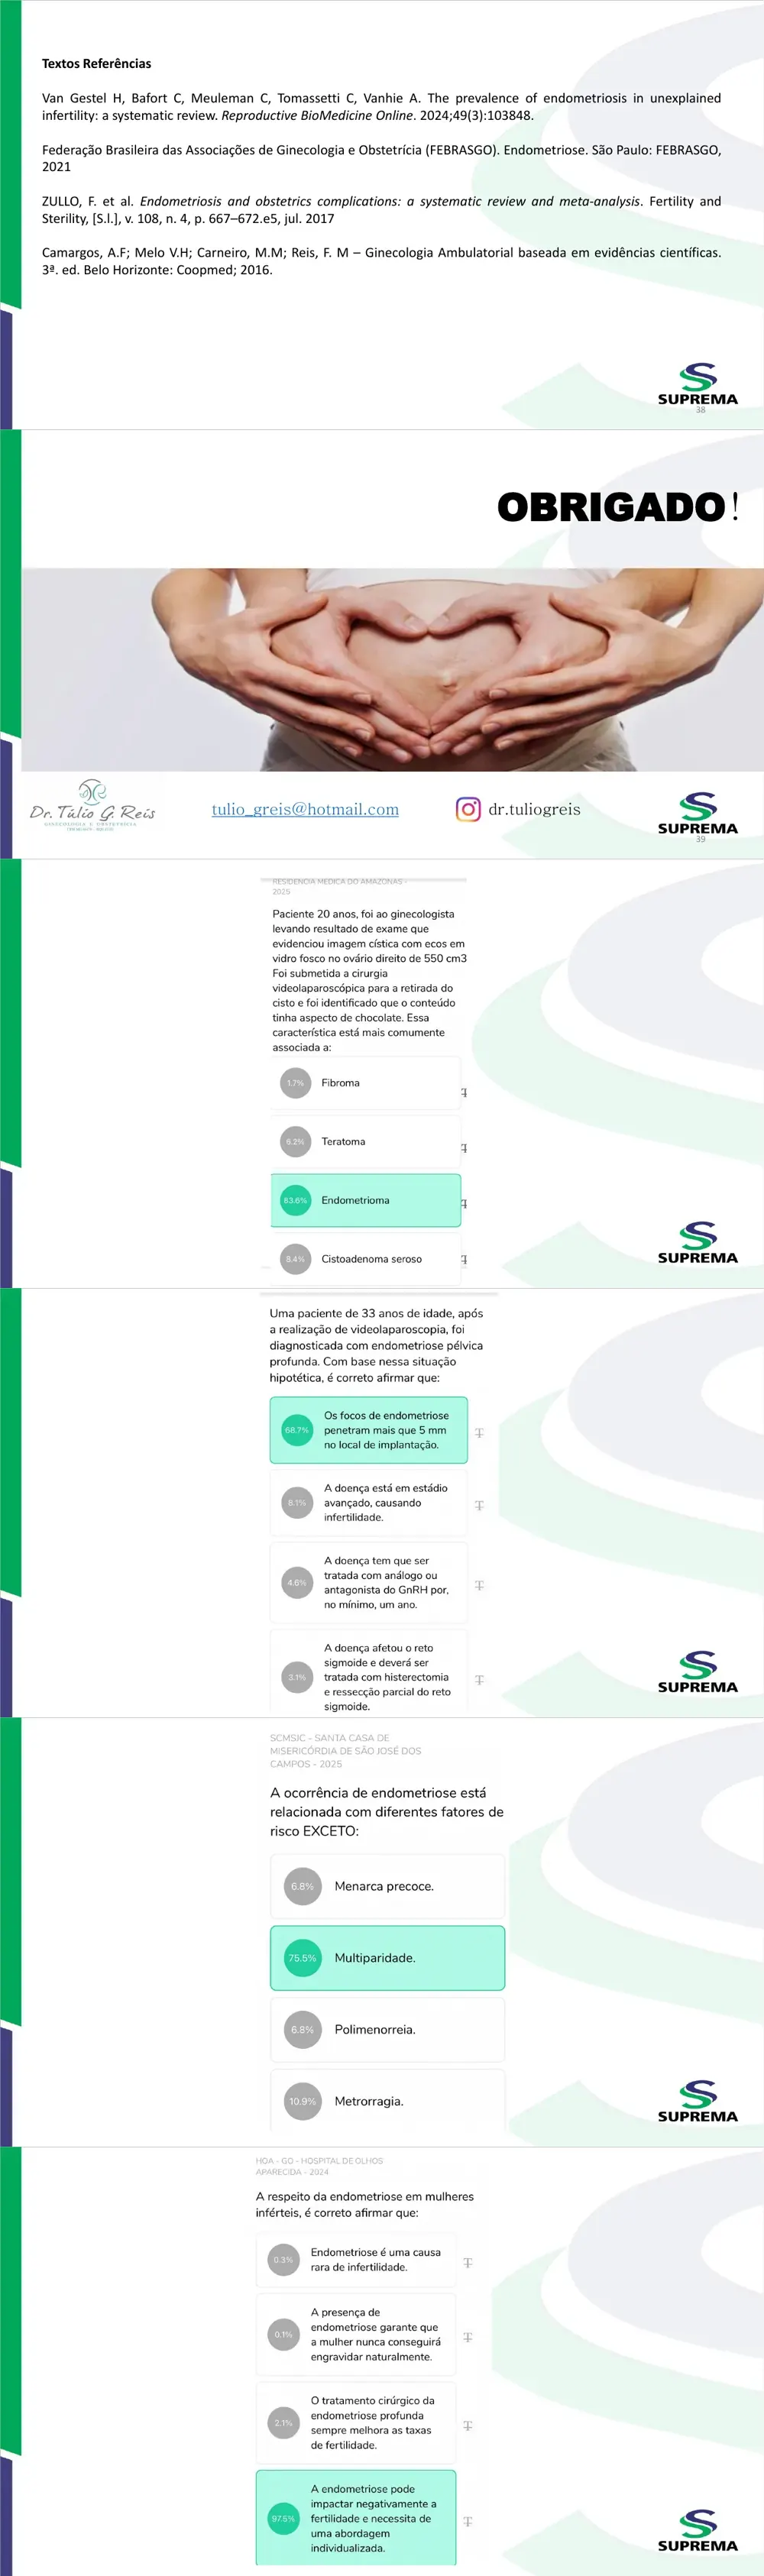 Textos Referências
Van Gestel H, Bafort C, Meuleman C, Tomassetti C, Vanhie A. The prevalence of endometriosis in unexplained
infertility: a systematic review. Reproductive BioMedicine Online. 2024;49(3):103848.
Federação Brasileira das Associações de Ginecologia e Obstetrícia (FEBRASGO). Endometriose. São Paulo: FEBRASGO,
2021
ZULLO, F. et al. Endometriosis and obstetrics complications: a systematic review and meta-analysis. Fertility and
Sterility, [S.l.], v. 108, n. 4, p. 667–672.e5, jul. 2017
Camargos, A.F; Melo V.H; Carneiro, M.M; Reis, F. M – Ginecologia Ambulatorial baseada em evidências científicas.
3ª. ed. Belo Horizonte: Coopmed; 2016.
SUPREMA
38
OBRIGADO!
Dr. Túlio G. Reis
GINECOLOGIA E OBSTETRÍCIA
tulio_greis@hotmail.com
dr.tuliogreis
SUPREMA
39
RESIDÊNCIA MÉDICA DO AMAZONAS -
2025
Paciente 20 anos, foi ao ginecologista
levando resultado de exame que
evidenciou imagem cística com ecos em
vidro fosco no ovário direito de 550 cm3
Foi submetida a cirurgia
videolaparoscópica para a retirada do
cisto e foi identificado que o conteúdo
tinha aspecto de chocolate. Essa
característica está mais comumente
associada a:
1.7% Fibroma
6.2% Teratoma
83.6% Endometrioma
8.4% Cistoadenoma seroso
SUPREMA
Uma paciente de 33 anos de idade, após
a realização de videolaparoscopia, foi
diagnosticada com endometriose pélvica
profunda. Com base nessa situação
hipotética, é correto afirmar que:
68.7% Os focos de endometriose
penetram mais que 5 mm
no local de implantação.
8.1% A doença está em estádio
avançado, causando
infertilidade.
4.6% A doença tem que ser
tratada com análogo ou
antagonista do GnRH por,
no mínimo, um ano.
3.1% A doença afetou o reto
sigmoide e deverá ser
tratada com histerectomia
e ressecção parcial do reto
sigmoide.
SUPREMA
SCMSJC - SANTA CASA DE
MISERICÓRDIA DE SÃO JOSÉ DOS
CAMPOS - 2025
A ocorrência de endometriose está
relacionada com diferentes fatores de
risco EXCETO:
6.8% Menarca precoce.
75.5% Multiparidade.
6.8% Polimenorreia.
10.9% Metrorragia.
SUPREMA
HOA - GO - HOSPITAL DE OLHOS
APARECIDA - 2024
A respeito da endometriose em mulheres
inférteis, é correto afirmar que:
0.3% Endometriose é uma causa
rara de infertilidade.
0.1% A presença de
endometriose garante que
a mulher nunca conseguirá
engravidar naturalmente.
2.1% O tratamento cirúrgico da
endometriose profunda
sempre melhora as taxas
de fertilidade.
97.5% A endometriose pode
impactar negativamente a
fertilidade e necessita de
uma abordagem
individualizada.
SUPREMA